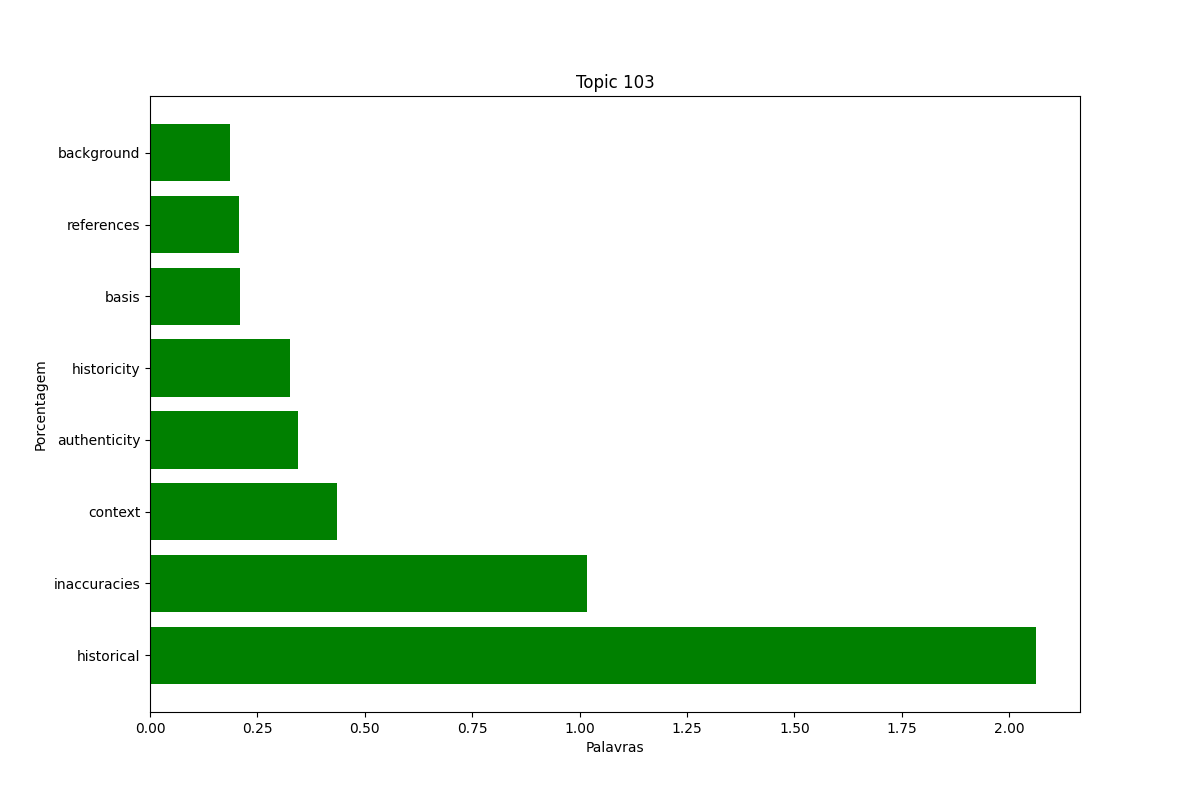 Topic 103
Porcentagem
background
references
basis
historicity
authenticity
context
inaccuracies
historical
0.00 0.25 0.50 0.75 1.00 1.25 1.50 1.75 2.00
Palavras